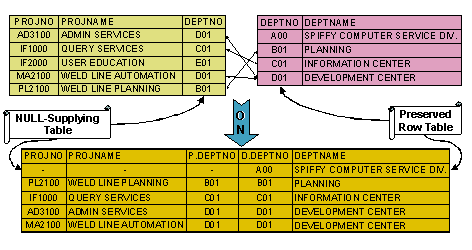 PROJNO PROJNAME DEPTNO
AD3100 ADMIN SERVICES D01
IF1000 QUERY SERVICES C01
IF2000 USER EDUCATION E01
MA2100 WELD LINE AUTOMATION D01
PL2100 WELD LINE PLANNING B01
DEPTNO DEPTNAME
A00 SPIFFY COMPUTER SERVICE DIV.
B01 PLANNING
C01 INFORMATION CENTER
D01 DEVELOPMENT CENTER
NULL-Supplying
Table
ON
Preserved
Row Table
PROJNO PROJNAME P.DEPTNO D.DEPTNO DEPTNAME
- - - A00 SPIFFY COMPUTER SERVICE DIV.
PL2100 WELD LINE PLANNING B01 B01 PLANNING
IF1000 QUERY SERVICES C01 C01 INFORMATION CENTER
AD3100 ADMIN SERVICES D01 D01 DEVELOPMENT CENTER
MA2100 WELD LINE AUTOMATION D01 D01 DEVELOPMENT CENTER